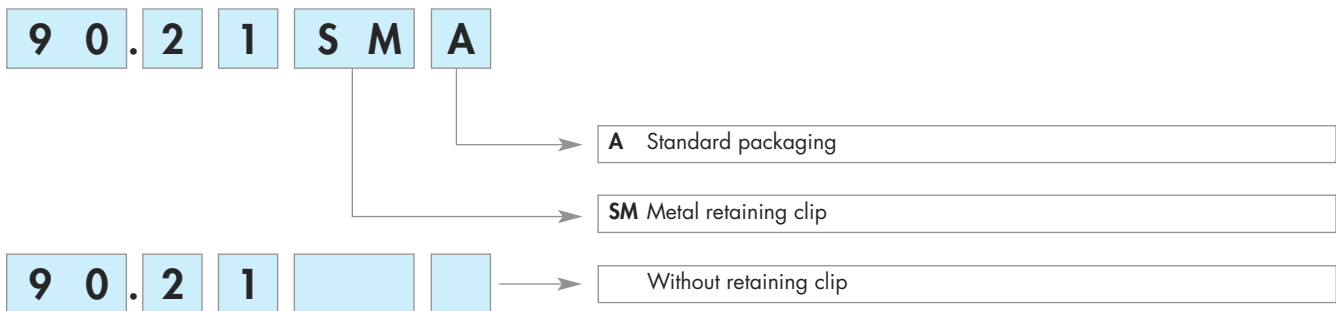 9 0 . 2 1 S M A
A Standard packaging
SM Metal retaining clip
9 0 . 2 1
Without retaining clip